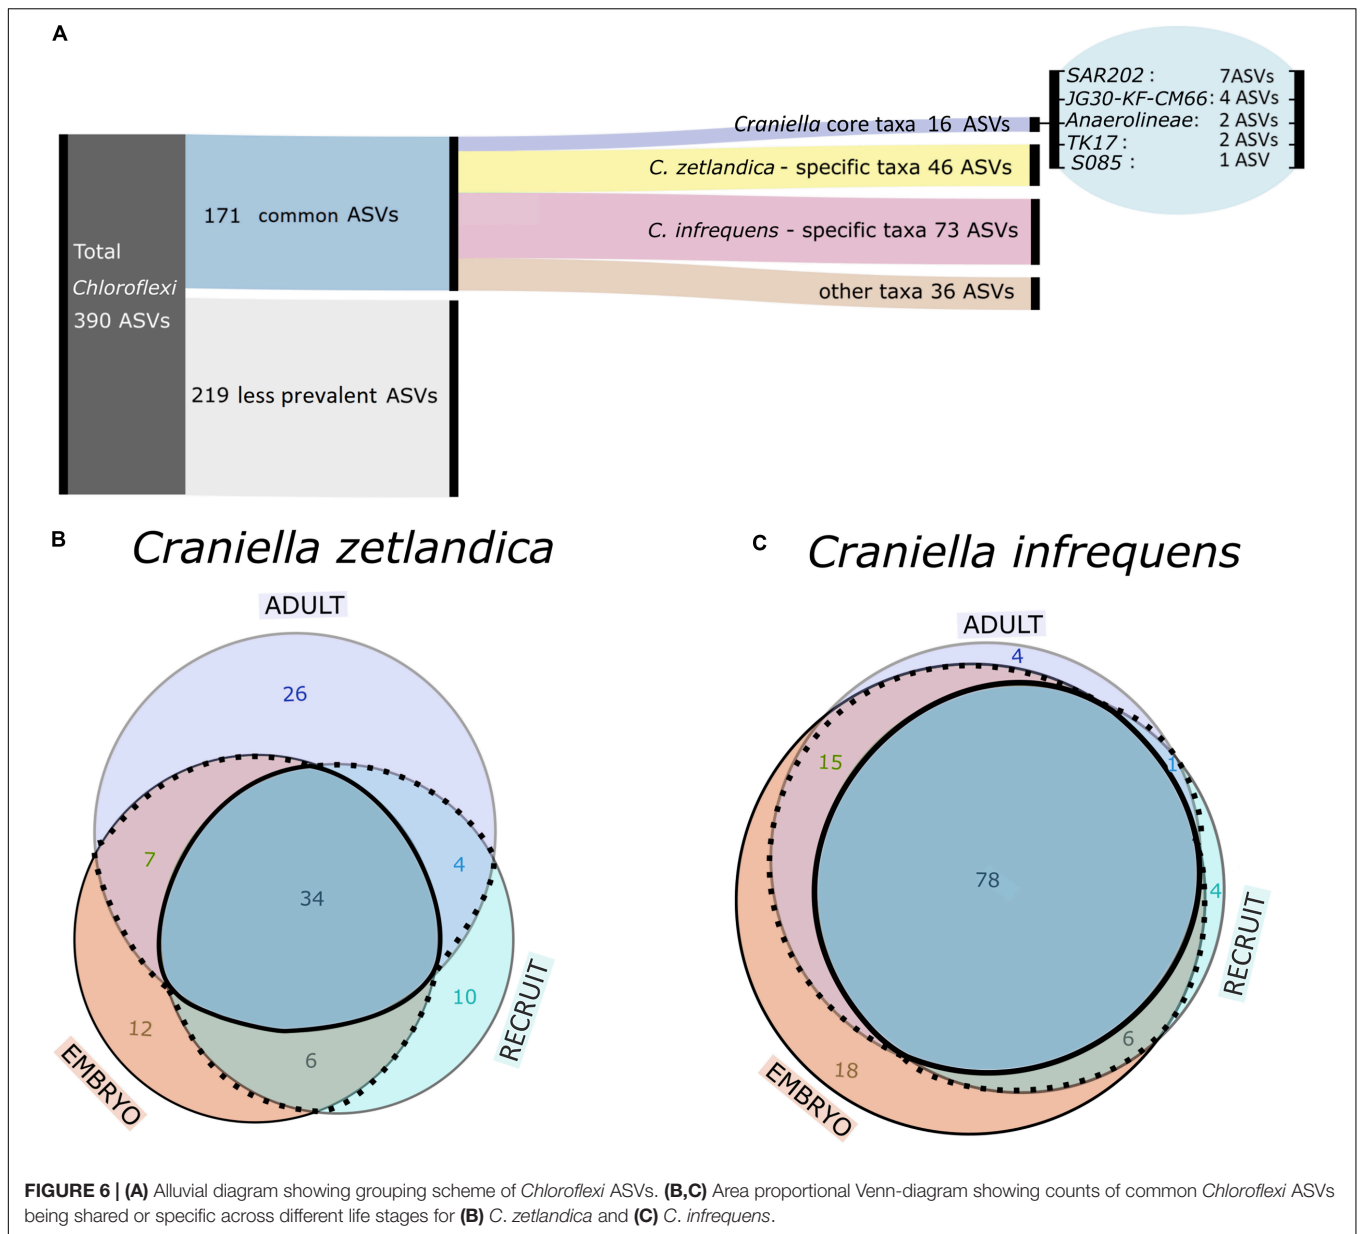 A
SAR202 : 7ASVs
JG30-KF-CM66: 4 ASVs
Craniella core taxa 16 ASVs
Anaerolineae: 2 ASVs
TK17 : 2 ASVs
S085 : 1 ASV
C. zetlandica - specific taxa 46 ASVs
171 common ASVs
C. infrequens - specific taxa 73 ASVs
Total
Chloroflexi
390 ASVs
other taxa 36 ASVs
219 less prevalent ASVs
B
Craniella zetlandica
ADULT
26
7
4
34
10
12
6
EMBRYO
RECRUIT
C
Craniella infrequens
ADULT
4
15
1
78
4
6
18
EMBRYO
RECRUIT
FIGURE 6 | (A) Alluvial diagram showing grouping scheme of Chloroflexi ASVs. (B,C) Area proportional Venn-diagram showing counts of common Chloroflexi ASVs
being shared or specific across different life stages for (B) C. zetlandica and (C) C. infrequens.